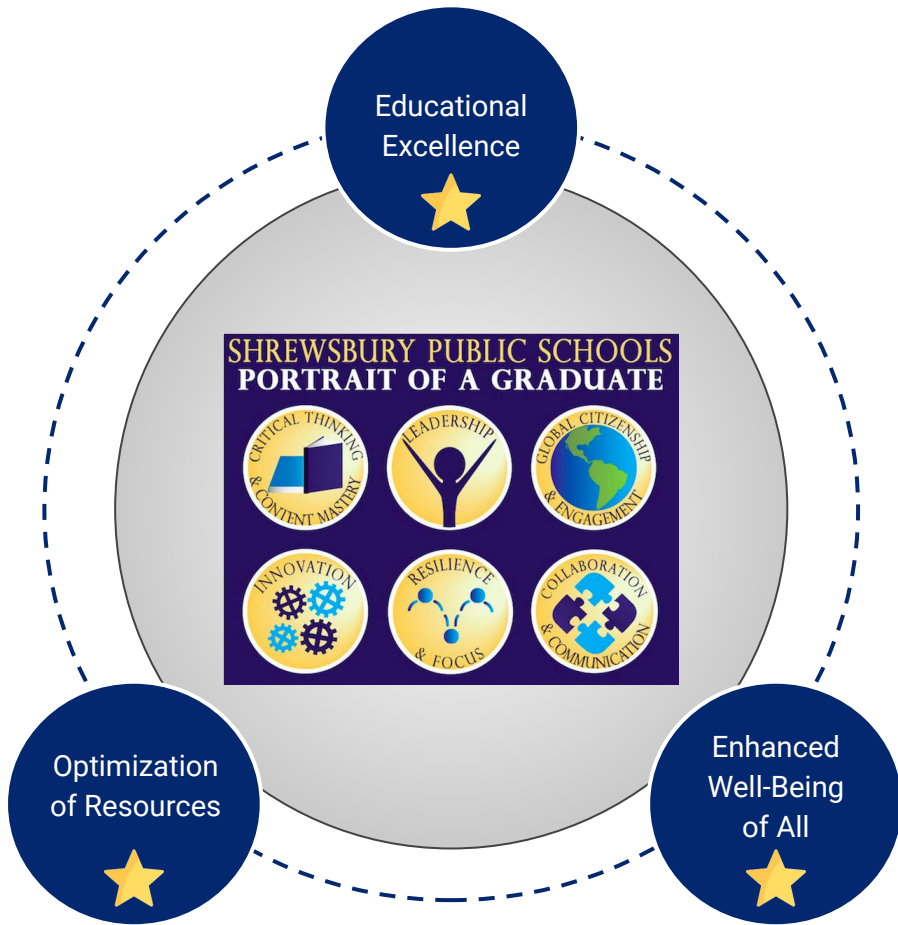 Educational
Excellence
SHREWSBURY PUBLIC SCHOOLS
PORTRAIT OF A GRADUATE
CRITICAL THINKING
& CONTENT MASTERY
LEADERSHIP
GLOBAL CITIZENSHIP
& ENGAGEMENT
INNOVATION
RESILIENCE
& FOCUS
COLLABORATION
& COMMUNICATION
Optimization
of Resources
Enhanced
Well-Being
of All